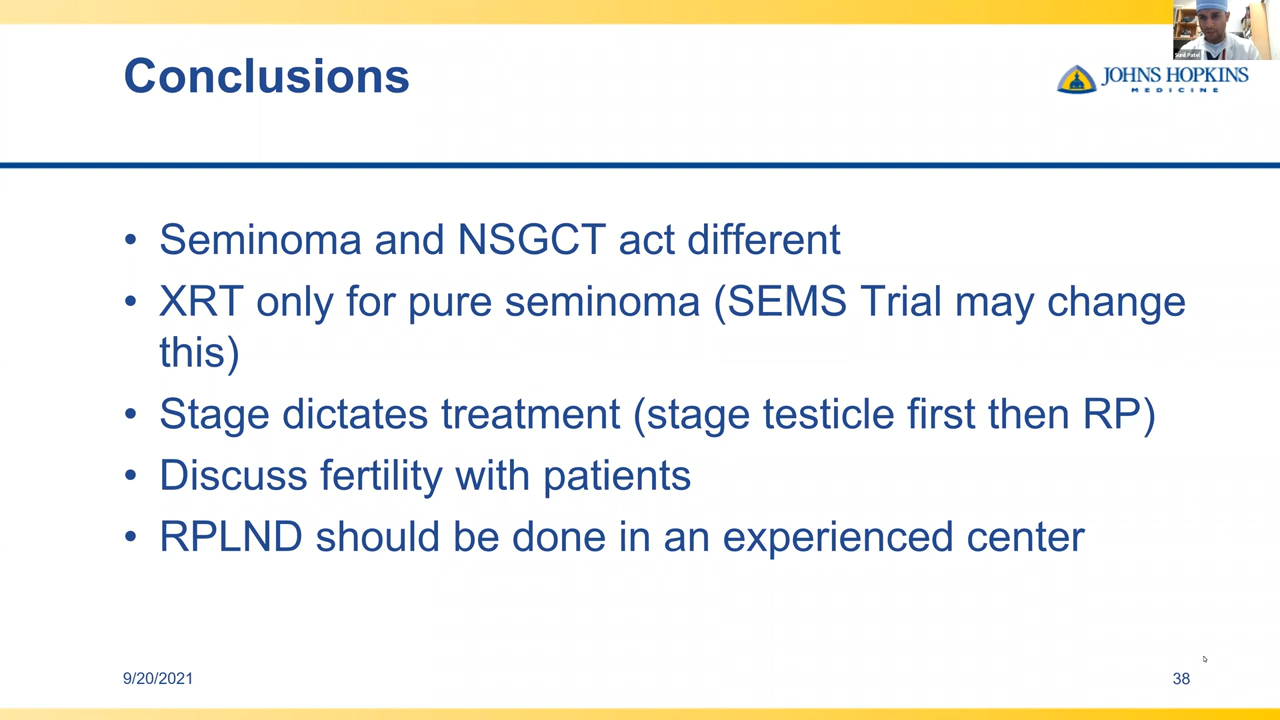 Conclusions
Sunil Patel
JOHNS HOPKINS
MEDICINE
• Seminoma and NSGCT act different
• XRT only for pure seminoma (SEMS Trial may change
this)
• Stage dictates treatment (stage testicle first then RP)
• Discuss fertility with patients
• RPLND should be done in an experienced center
9/20/2021
38